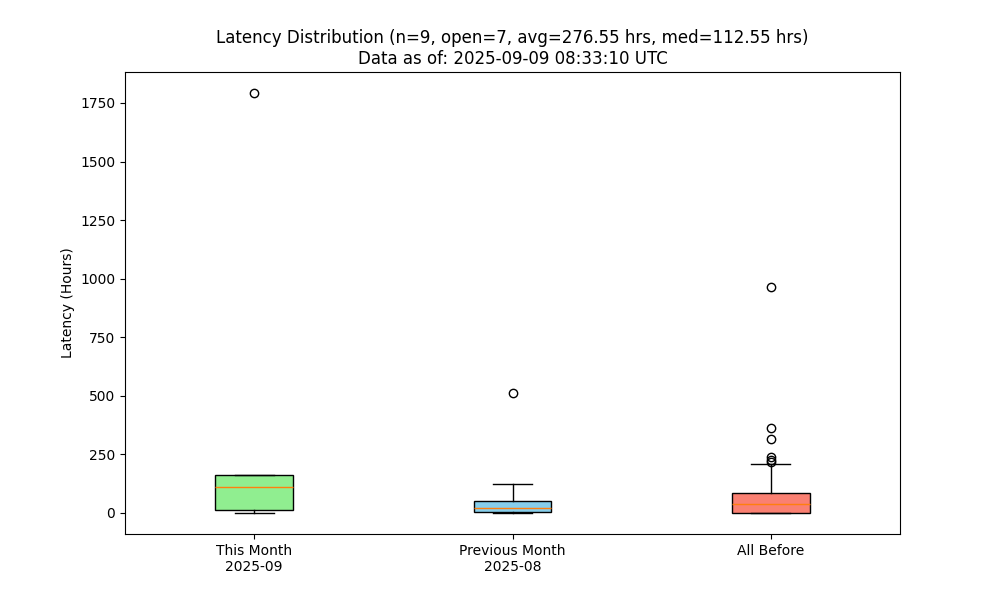 Latency Distribution (n=9, open=7, avg=276.55 hrs, med=112.55 hrs)
Data as of: 2025-09-09 08:33:10 UTC
Latency (Hours)
1750
1500
1250
1000
750
500
250
0
This Month
2025-09
Previous Month
2025-08
All Before